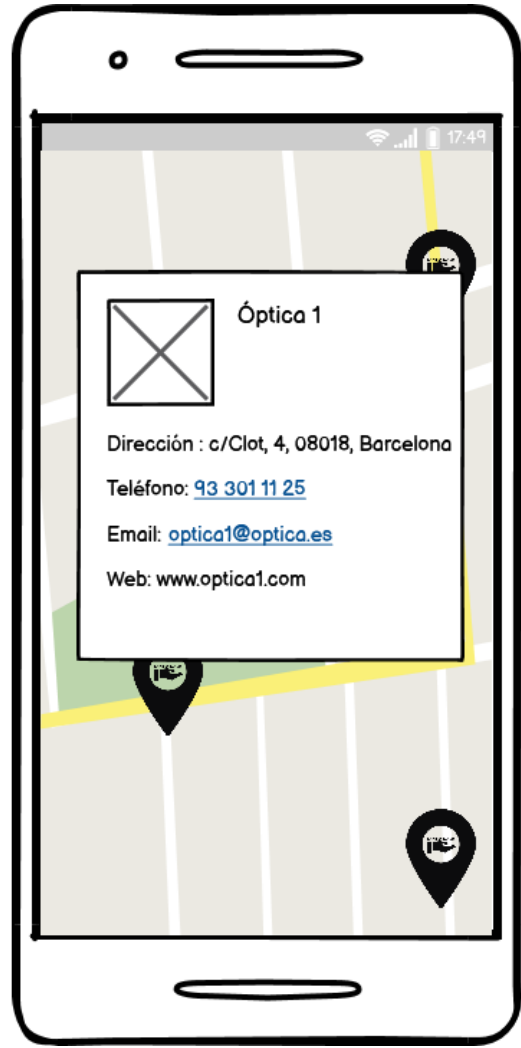 17:49
Óptica 1
Dirección : c/Clot, 4, 08018, Barcelona
Teléfono: 93 301 11 25
Email: optica1@optica.es
Web: www.optica1.com